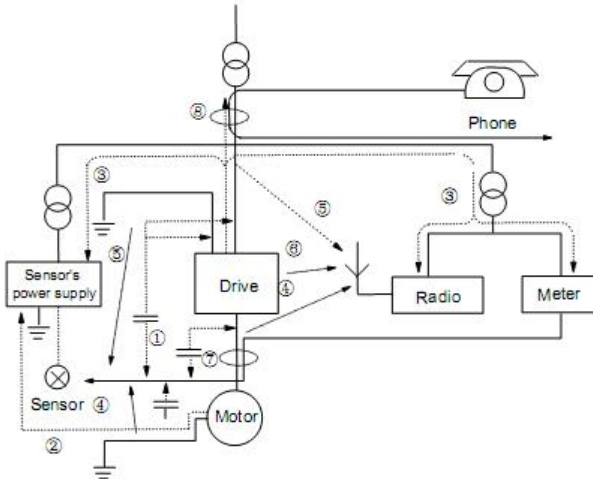 ⑧
Phone
③
③
⑤
⑥
⑤
Sensor's
power supply
Drive
④
Radio
Meter
①
⑦
Sensor
④
Motor
②